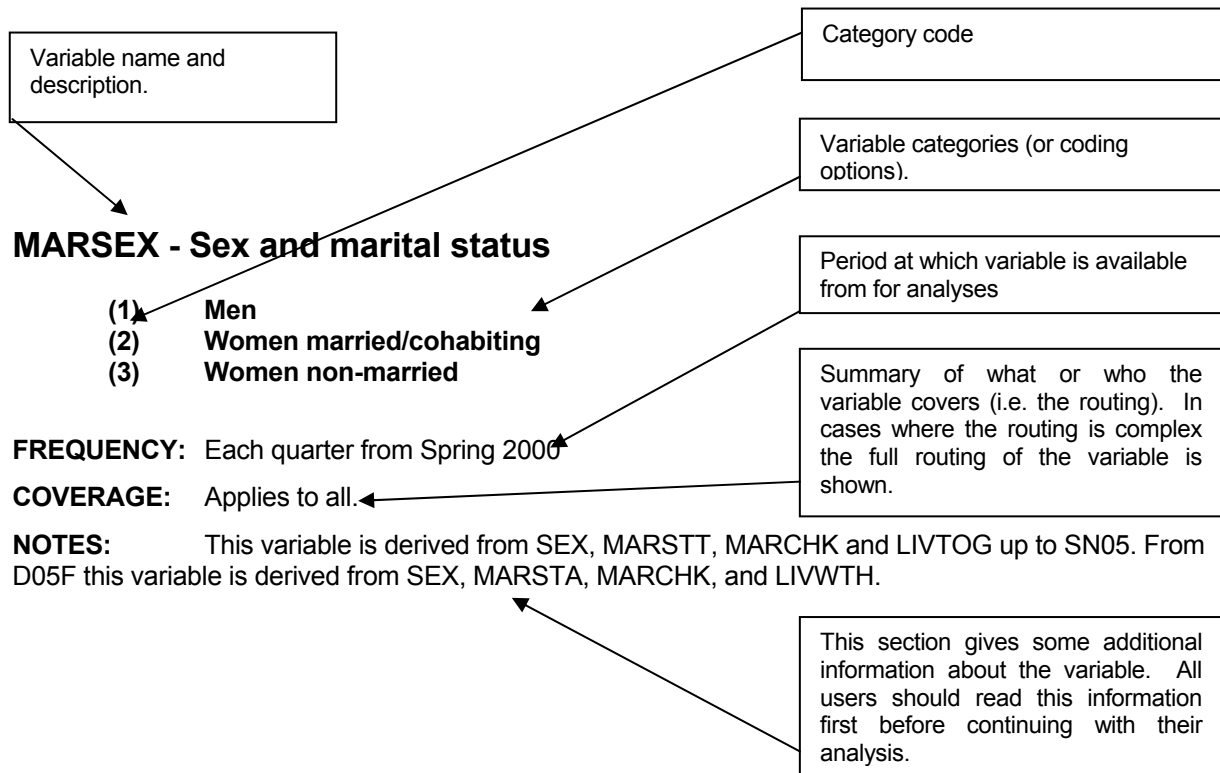 Variable name and
description.
Category code
Variable categories (or coding
options).
MARSEX - Sex and marital status
Period at which variable is available
from for analyses
(1) Men
(2) Women married/cohabiting
(3) Women non-married
Summary of what or who the
variable covers (i.e. the routing). In
cases where the routing is complex
the full routing of the variable is
shown.
FREQUENCY: Each quarter from Spring 2000
COVERAGE: Applies to all.
NOTES: This variable is derived from SEX, MARSTT, MARCHK and LIVTOG up to SN05. From
D05F this variable is derived from SEX, MARSTA, MARCHK, and LIVWTH.
This section gives some additional
information about the variable. All
users should read this information
first before continuing with their
analysis.